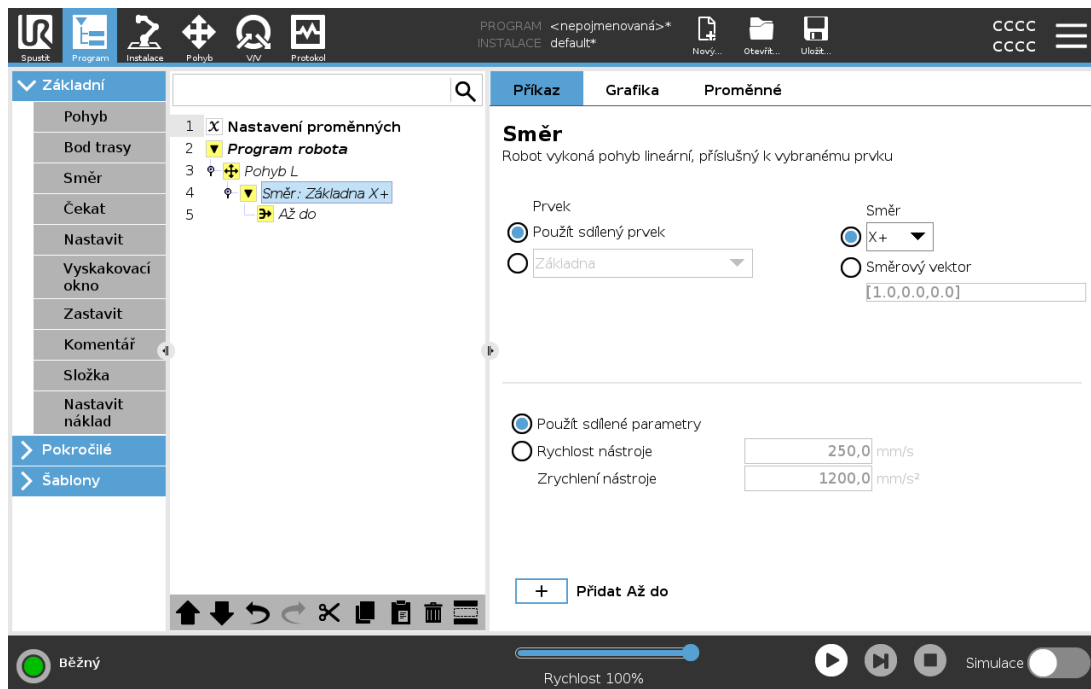 PROGRAM <nepojmenovaná>*
INSTALACE default*
CCCC
CCCC
Spustit Program Instalace Pohyb V/V Protokol Nový... Otevřít... Uložit...
Základní
Pohyb
Bod trasy
Směr
Čekat
Nastavit
Vyskakovací
okno
Zastavit
Komentář
Složka
Nastavit
náklad
Pokročilé
Šablony
1 X Nastavení proměnných
2 Program robota
3 Pohyb L
4 Směr: Základna X+
5 Až do
Příkaz Grafika Proměnné
Směr
Robot vykoná pohyb lineární, příslušný k vybranému prvku
Prvek
Použít sdílený prvek
Základna
Směr
X+
Směrový vektor
[1.0,0.0,0.0]
Použít sdílené parametry
Rychlost nástroje 250,0 mm/s
Zrychlení nástroje 1200,0 mm/s²
+ Přidat Až do
Běžný
Rychlost 100%
Simulace